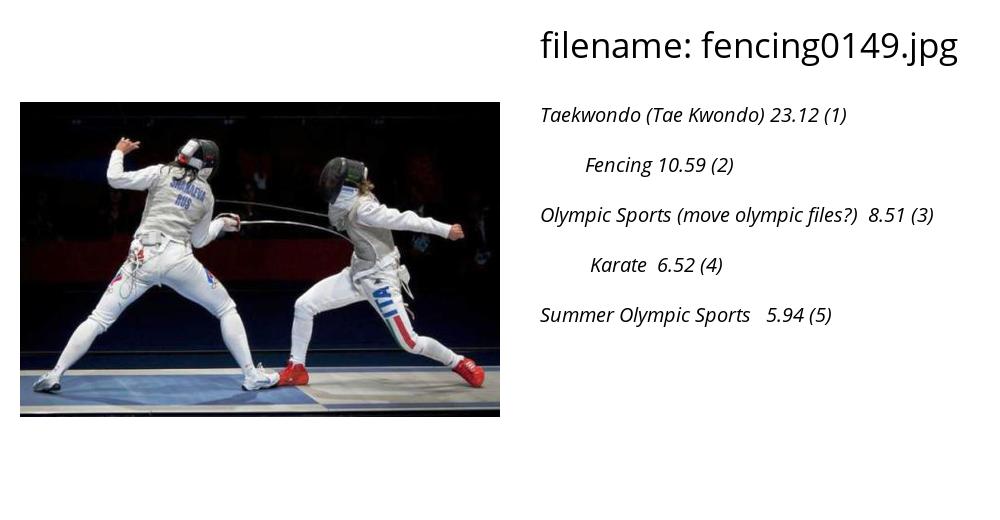 filename: fencing0149.jpg
Taekwondo (Tae Kwondo) 23.12 (1)
Fencing 10.59 (2)
Olympic Sports (move olympic files?) 8.51 (3)
Karate 6.52 (4)
Summer Olympic Sports 5.94 (5)
RUS
ITA